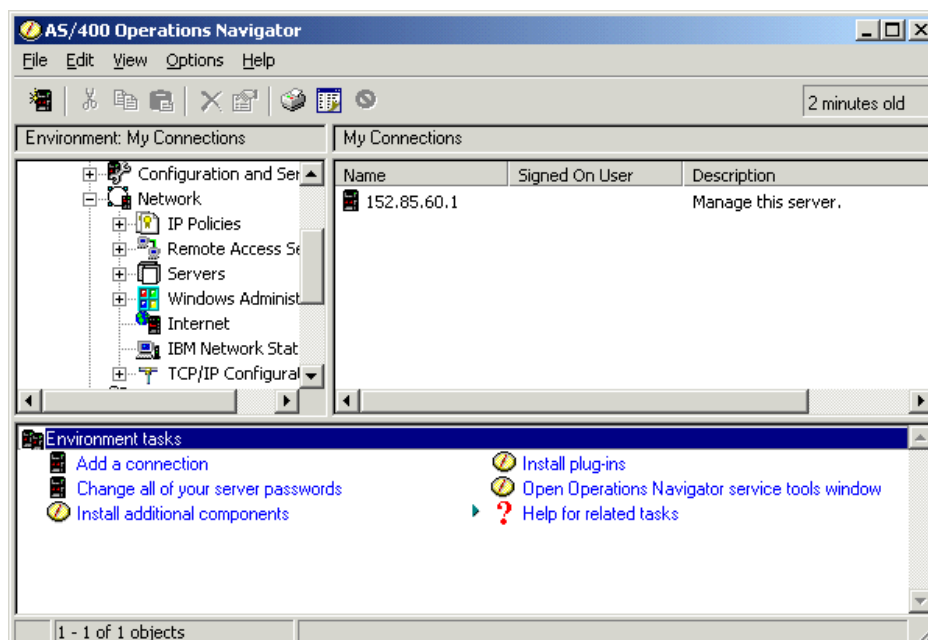 AS/400 Operations Navigator
File Edit View Options Help
2 minutes old
Environment: My Connections
My Connections
Configuration and Ser
Network
IP Policies
Remote Access Se
Servers
Windows Administ
Internet
IBM Network Stat
TCP/IP Configurat
Name Signed On User Description
152.85.60.1 Manage this server.
Environment tasks
Add a connection
Change all of your server passwords
Install additional components
Install plug-ins
Open Operations Navigator service tools window
Help for related tasks
1 - 1 of 1 objects